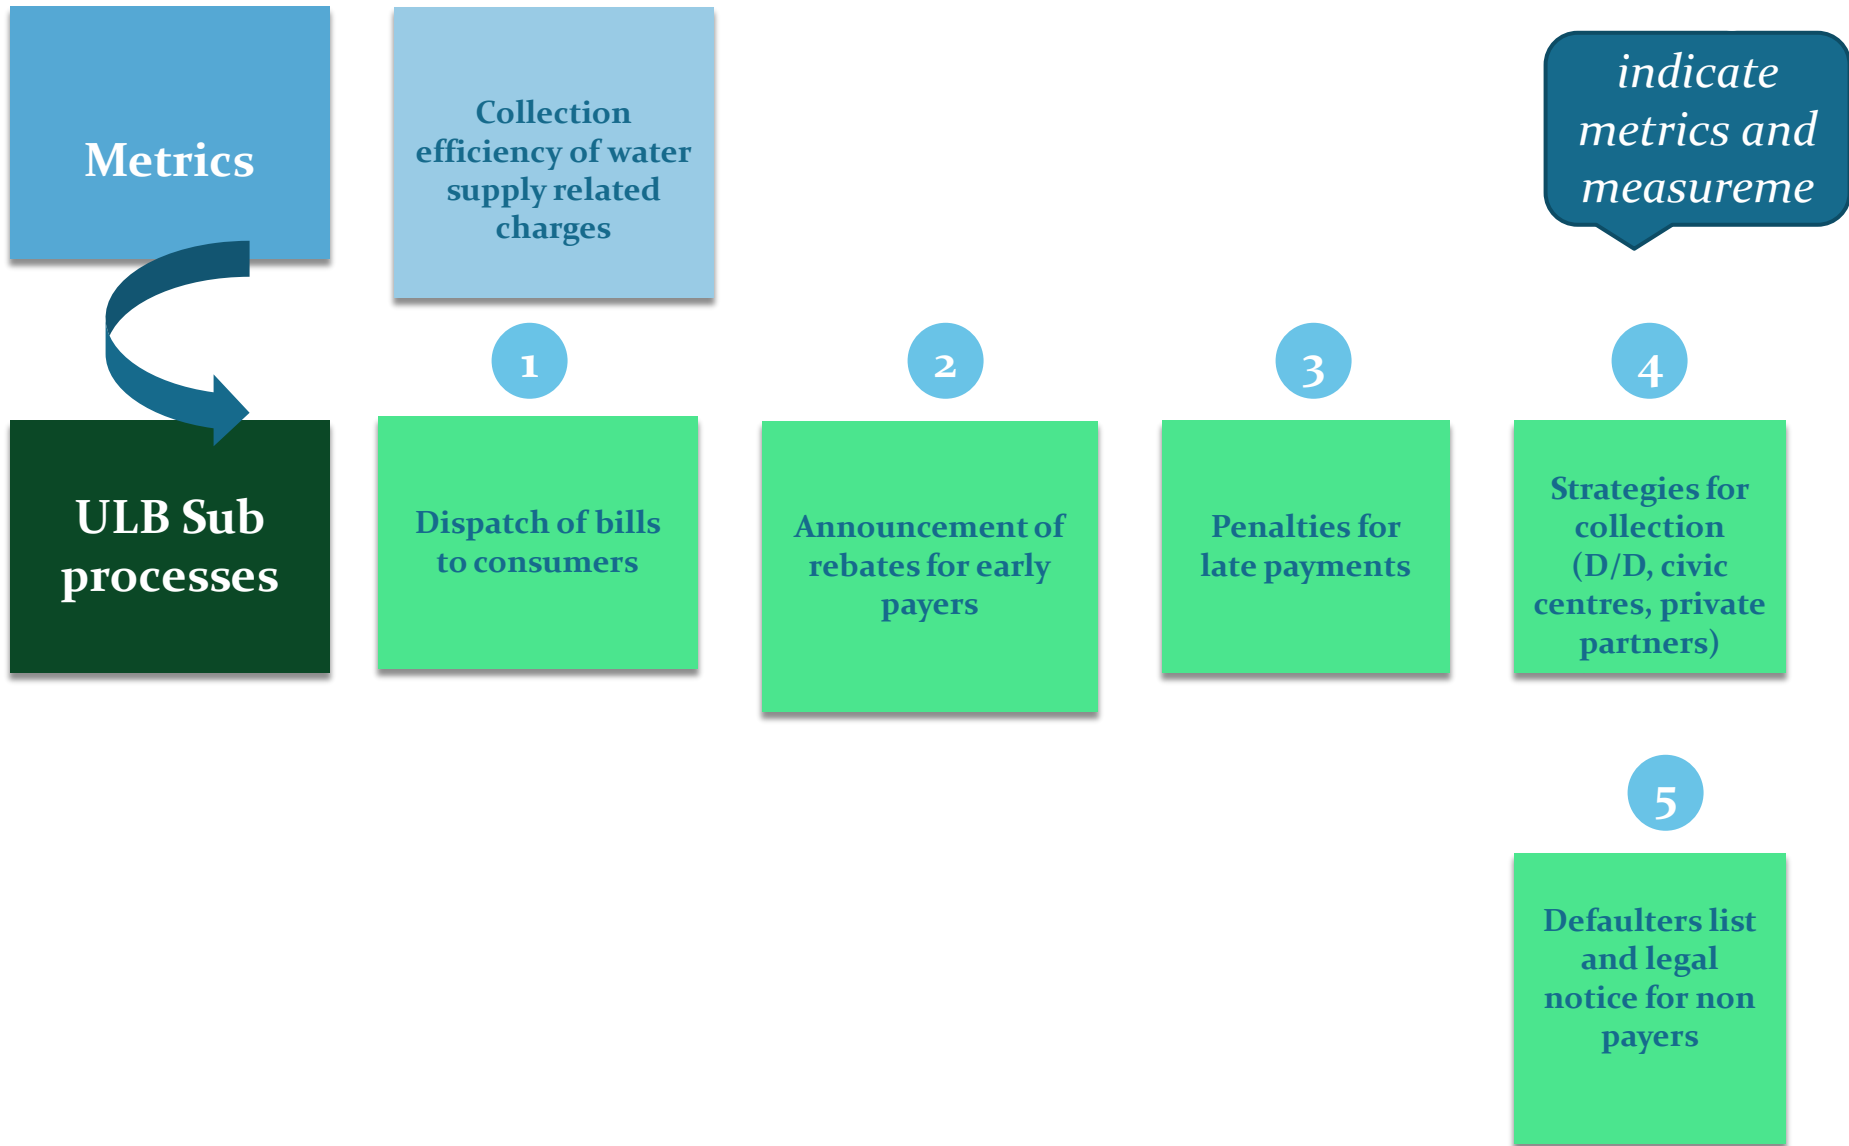 Metrics
Collection
efficiency of water
supply related
charges
indicate
metrics and
measureme
1
2
3
4
ULB Sub
processes
Dispatch of bills
to consumers
Announcement of
rebates for early
payers
Penalties for
late payments
Strategies for
collection
(D/D, civic
centres, private
partners)
5
Defaulters list
and legal
notice for non
payers